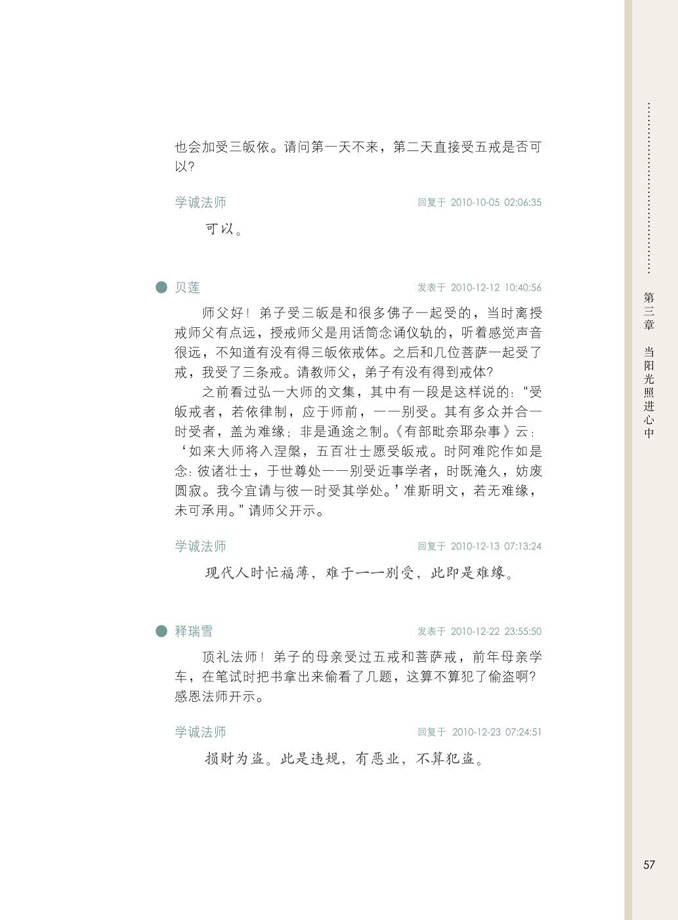 也会加受三皈依。请问第一天不来，第二天直接受五戒是否可
以？
学诚法师 回复于 2010-10-05 02:06:35
可以。
贝莲 发表于 2010-12-12 10:40:56
师父好！弟子受三皈是和很多佛子一起受的，当时离授
戒师父有点远，授戒师父是用话筒念诵仪轨的，听着感觉声音
很远，不知道有没有得三皈依戒体。之后和几位菩萨一起受了
戒，我受了三条戒。请教师父，弟子有没有得到戒体？
之前看过弘一大师的文集，其中有一段是这样说的：“受
皈戒者，若依律制，应于师前，一一别受。其有多众并合一
时受者，盖为难缘；非是通途之制。《有部毗奈耶杂事》云：
‘如来大师将入涅槃，五百壮士愿受皈戒。时阿难陀作如是
念：彼诸壮士，于世尊处一一别受近事学者，时既淹久，妨废
圆寂。我今宜请与彼一时受其学处。’准斯明文，若无难缘，
未可承用。”请师父开示。
学诚法师 回复于 2010-12-13 07:13:24
现代人时忙福薄，难于一一别受，此即是难缘。
释瑞雪 发表于 2010-12-22 23:55:50
顶礼法师！弟子的母亲受过五戒和菩萨戒，前年母亲学
车，在笔试时把书拿出来偷看了几题，这算不算犯了偷盗啊？
感恩法师开示。
学诚法师 回复于 2010-12-23 07:24:51
损财为盗。此是违规，有恶业，不算犯盗。
第三章 当阳光照进心中
57